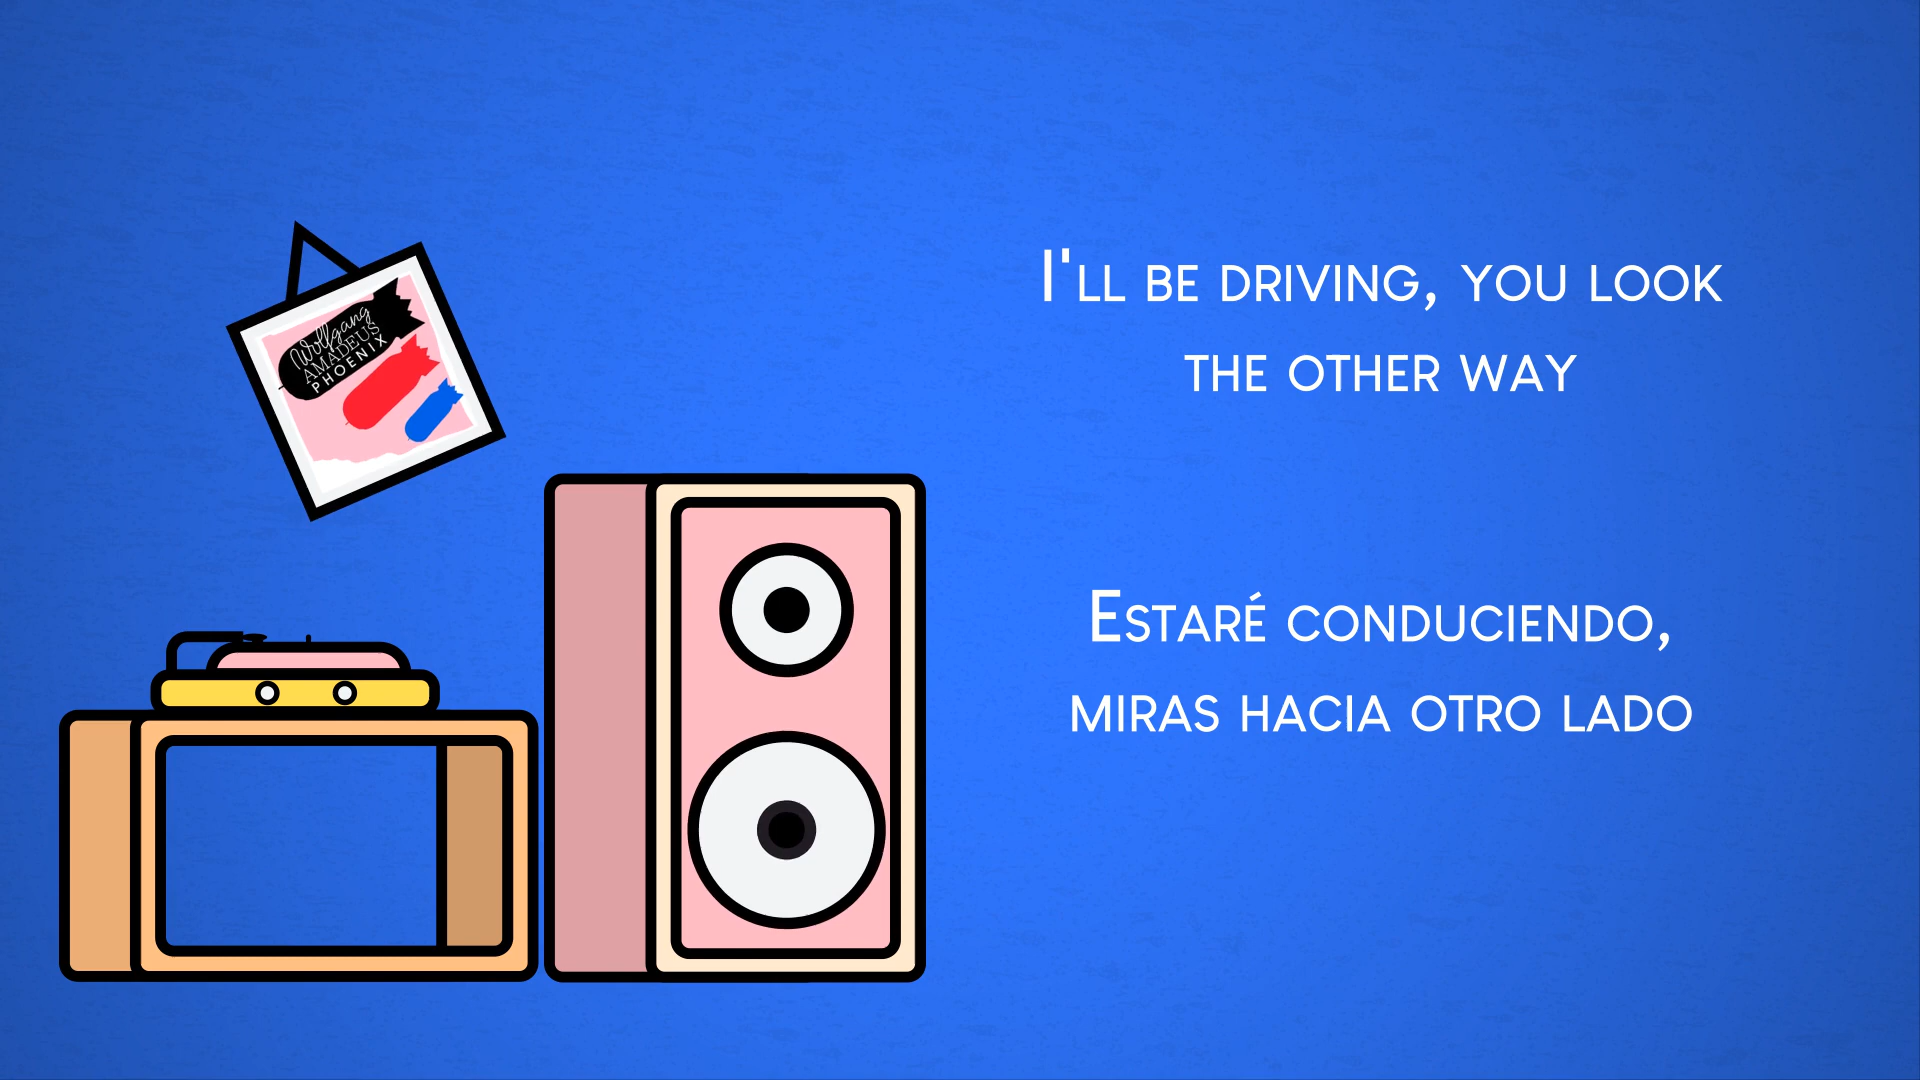 Wolfgang
AMADEUS
PHOENIX
I'LL BE DRIVING, YOU LOOK
THE OTHER WAY
ESTARÉ CONDUCIENDO,
MIRAS HACIA OTRO LADO